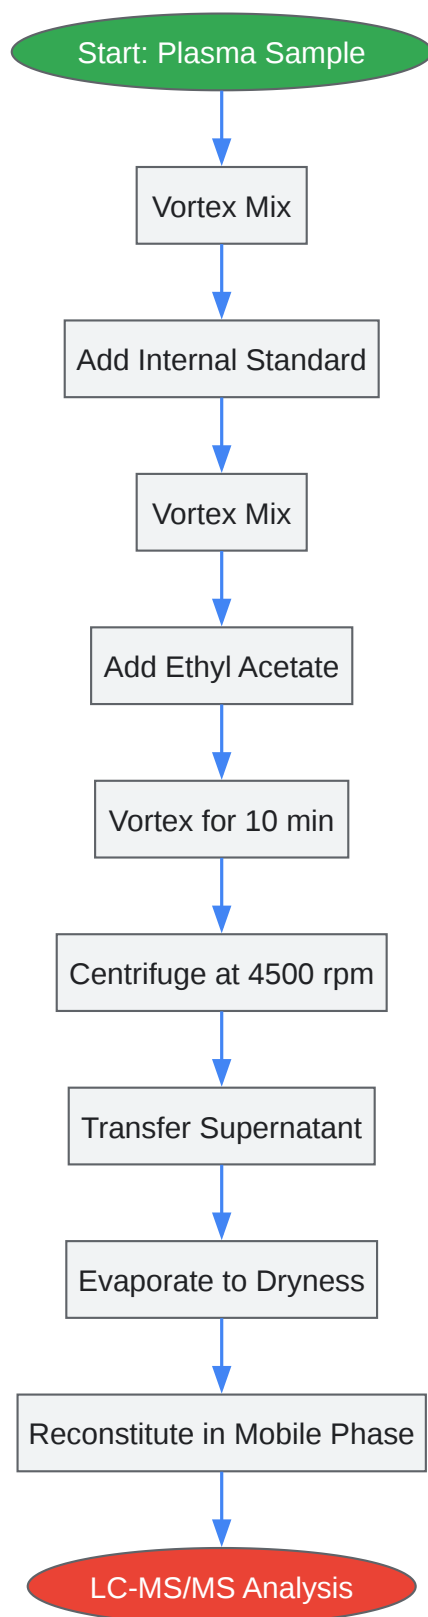 Start: Plasma Sample
Vortex Mix
Add Internal Standard
Vortex Mix
Add Ethyl Acetate
Vortex for 10 min
Centrifuge at 4500 rpm
Transfer Supernatant
Evaporate to Dryness
Reconstitute in Mobile Phase
LC-MS/MS Analysis